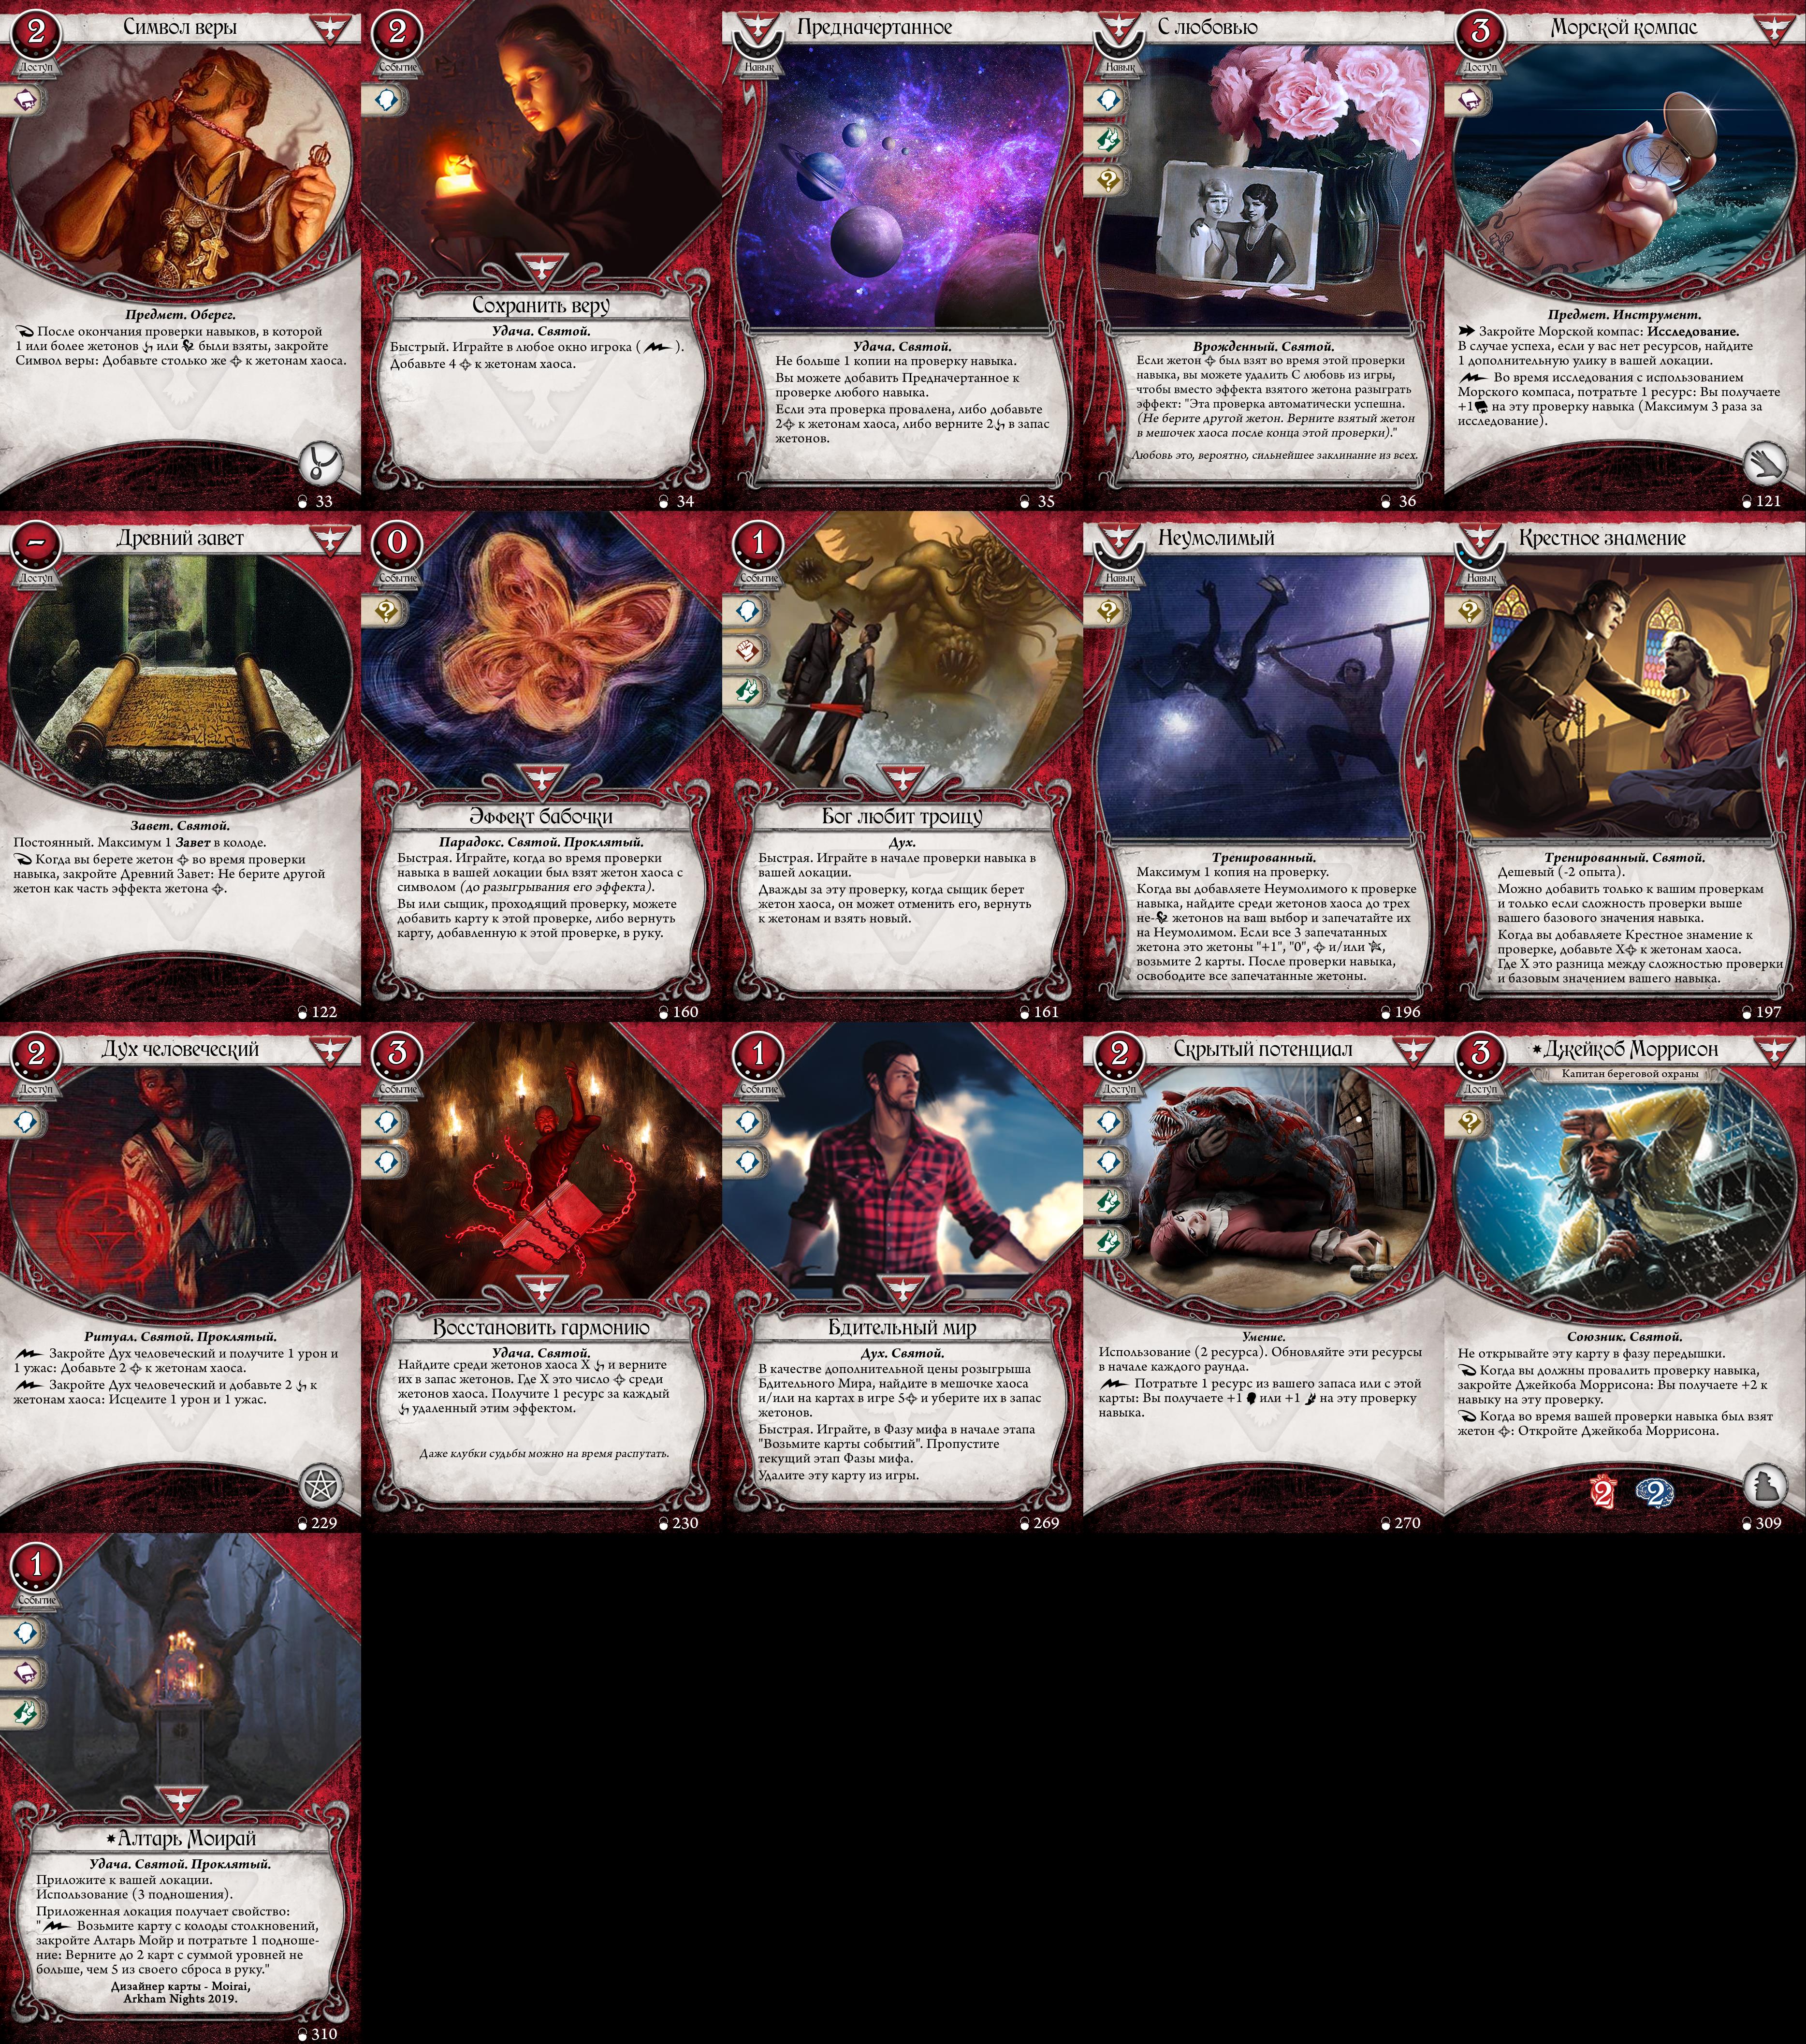 2
Символ веры
Доступ
Предмет. Оберег.
После окончания проверки навыков, в которой
1 или более жетонов или были взяты, закройте
Символ веры: Добавьте столько же к жетонам хаоса.
33
2
Событие
Сохранить веру
Удача. Святой.
Быстрый. Играйте в любое окно игрока ( ).
Добавьте 4 к жетонам хаоса.
34
Предначертанное
Навык
Удача. Святой.
Не больше 1 копии на проверку навыка.
Вы можете добавить Предначертанное к
проверке любого навыка.
Если эта проверка провалена, либо добавьте
2 к жетонам хаоса, либо верните 2 в запас
жетонов.
35
С любовью
Навык
?
Врожденный. Святой.
Если жетон был взят во время этой проверки
навыка, вы можете удалить С любовь из игры,
чтобы вместо эффекта взятого жетона разыграть
эффект: "Эта проверка автоматически успешна.
(Не берите другой жетон. Верните взятый жетон
в мешочек хаоса после конца этой проверки)."
Любовь это, вероятно, сильнейшее заклинание из всех.
36
3
Морской компас
Доступ
Предмет. Инструмент.
Закройте Морской компас: Исследование.
В случае успеха, если у вас нет ресурсов, найдите
1 дополнительную улику в вашей локации.
Во время исследования с использованием
Морского компаса, потратьте 1 ресурс: Вы получаете
+1 на эту проверку навыка (Максимум 3 раза за
исследование).
121
–
Древний завет
Доступ
Завет. Святой.
Постоянный. Максимум 1 Завет в колоде.
Когда вы берете жетон во время проверки
навыка, закройте Древний Завет: Не берите другой
жетон как часть эффекта жетона .
122
0
Событие
?
Эффект бабочки
Парадокс. Святой. Проклятый.
Быстрая. Играйте, когда во время проверки
навыка в вашей локации был взят жетон хаоса с
символом (до разыгрывания его эффекта).
Вы или сыщик, проходящий проверку, можете
добавить карту к этой проверке, либо вернуть
карту, добавленную к этой проверке, в руку.
160
1
Событие
Бог любит троицу
Дух.
Быстрая. Играйте в начале проверки навыка в
вашей локации.
Дважды за эту проверку, когда сыщик берет
жетон хаоса, он может отменить его, вернуть
к жетонам и взять новый.
161
Неумолимый
Навык
?
Тренированный.
Максимум 1 копия на проверку.
Когда вы добавляете Неумолимого к проверке
навыка, найдите среди жетонов хаоса до трех
не- жетонов на ваш выбор и запечатайте их
на Неумолимом. Если все 3 запечатанных
жетона это жетоны "+1", "0", и/или ,
возьмите 2 карты. После проверки навыка,
освободите все запечатанные жетоны.
196
Крестное знамение
Навык
?
Тренированный. Святой.
Дешевый (-2 опыта).
Можно добавить только к вашим проверкам
и только если сложность проверки выше
вашего базового значения навыка.
Когда вы добавляете Крестное знамение к
проверке, добавьте X к жетонам хаоса.
Где X это разница между сложностью проверки
и базовым значением вашего навыка.
197
2
Дух человеческий
Доступ
Ритуал. Святой. Проклятый.
Закройте Дух человеческий и получите 1 урон и
1 ужас: Добавьте 2 к жетонам хаоса.
Закройте Дух человеческий и добавьте 2 к
жетонам хаоса: Исцелите 1 урон и 1 ужас.
229
3
Событие
Восстановить гармонию
Удача. Святой.
Найдите среди жетонов хаоса X и верните
их в запас жетонов. Где X это число среди
жетонов хаоса. Получите 1 ресурс за каждый
удаленный этим эффектом.
Даже клубки судьбы можно на время распутать.
230
1
Событие
Бдительный мир
Дух. Святой.
В качестве дополнительной цены розыгрыша
Бдительного Мира, найдите в мешочке хаоса
и/или на картах в игре 5 и уберите их в запас
жетонов.
Быстрая. Играйте, в Фазу мифа в начале этапа
"Возьмите карты событий". Пропустите
текущий этап Фазы мифа.
Удалите эту карту из игры.
269
2
Скрытый потенциал
Доступ
Умение.
Использование (2 ресурса). Обновляйте эти ресурсы
в начале каждого раунда.
Потратьте 1 ресурс из вашего запаса или с этой
карты: Вы получаете +1 или +1 на эту проверку
навыка.
270
3
Джейкоб Моррисон
Капитан береговой охраны
Доступ
?
Союзник. Святой.
Не открывайте эту карту в фазу передышки.
Когда вы должны провалить проверку навыка,
закройте Джейкоба Моррисона: Вы получаете +2 к
навыку на эту проверку.
Когда во время вашей проверки навыка был взят
жетон : Откройте Джейкоба Моррисона.
2 2
309
1
Событие
Алтарь Моирай
Удача. Святой. Проклятый.
Приложите к вашей локации.
Использование (3 подношения).
Приложенная локация получает свойство:
" Возьмите карту с колоды столкновений,
закройте Алтарь Мойр и потратьте 1 подноше-
ние: Верните до 2 карт с суммой уровней не
больше, чем 5 из своего сброса в руку."
Дизайнер карты - Moirai,
Arkham Nights 2019.
310